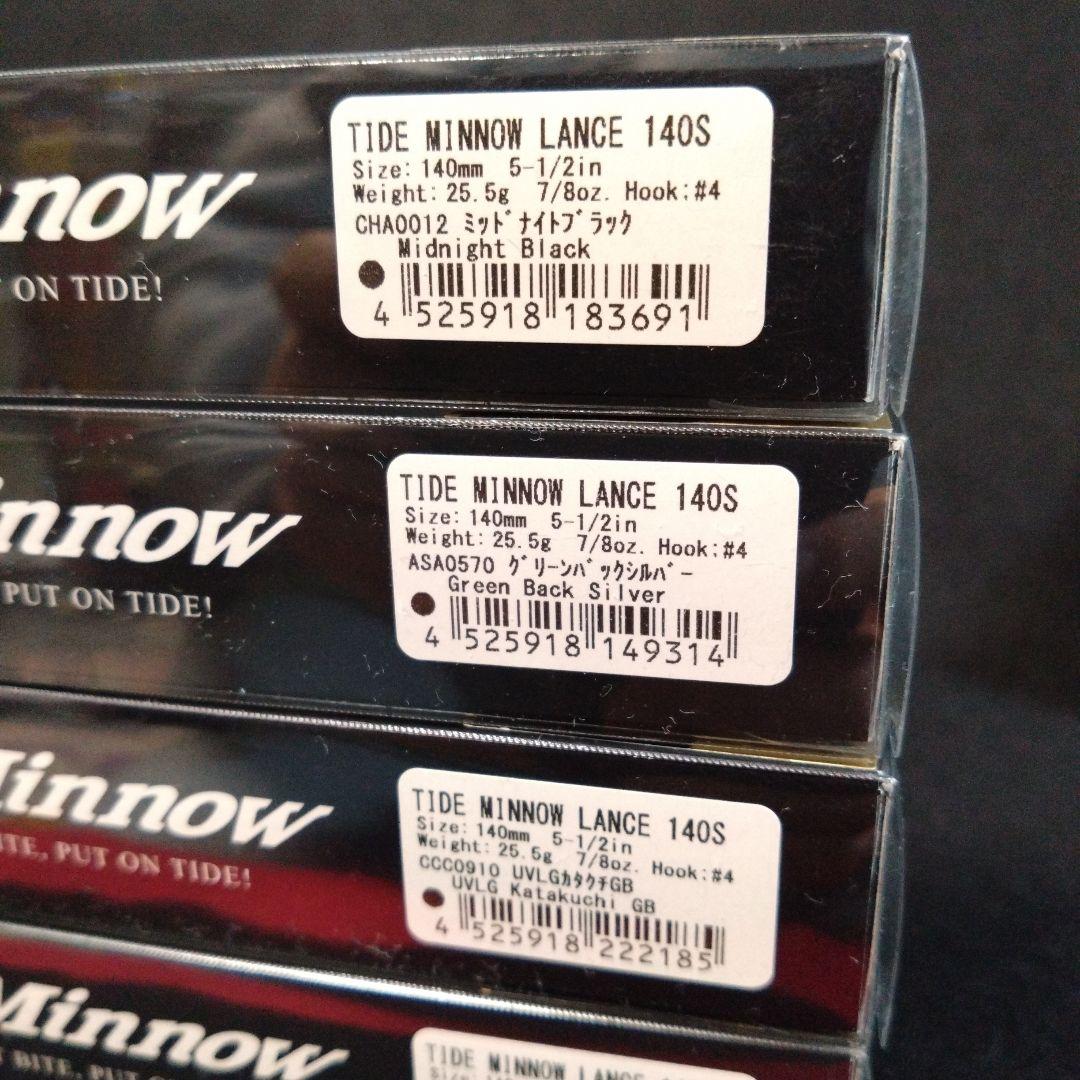 nnow
ON TIDE!
TIDE MINNOW LANCE 140S
Size: 140mm 5-1/2in
Weight: 25.5g 7/8oz. Hook:#4
CHA0012 ﾐｯﾄﾞﾅｲﾄﾌﾞﾗｯｸ
Midnight Black
4 525918 183691
innow
PUT ON TIDE!
TIDE MINNOW LANCE 140S
Size: 140mm 5-1/2in
Weight: 25.5g 7/8oz. Hook:#4
ASA0570 ｸﾞﾘｰﾝﾊﾞｯｸｼﾙﾊﾞｰ
Green Back Silver
4 525918 149314
Minnow
ITE, PUT ON TIDE!
TIDE MINNOW LANCE 140S
Size: 140mm 5-1/2in
Weight: 25.5g 7/8oz. Hook:#4
CCC0910 UVLGｶﾀｸﾁGB
UVLG Katakuchi GB
4 525918 222185
Minnow
BITE, PUT
TIDE MINNOW LANCE 140S